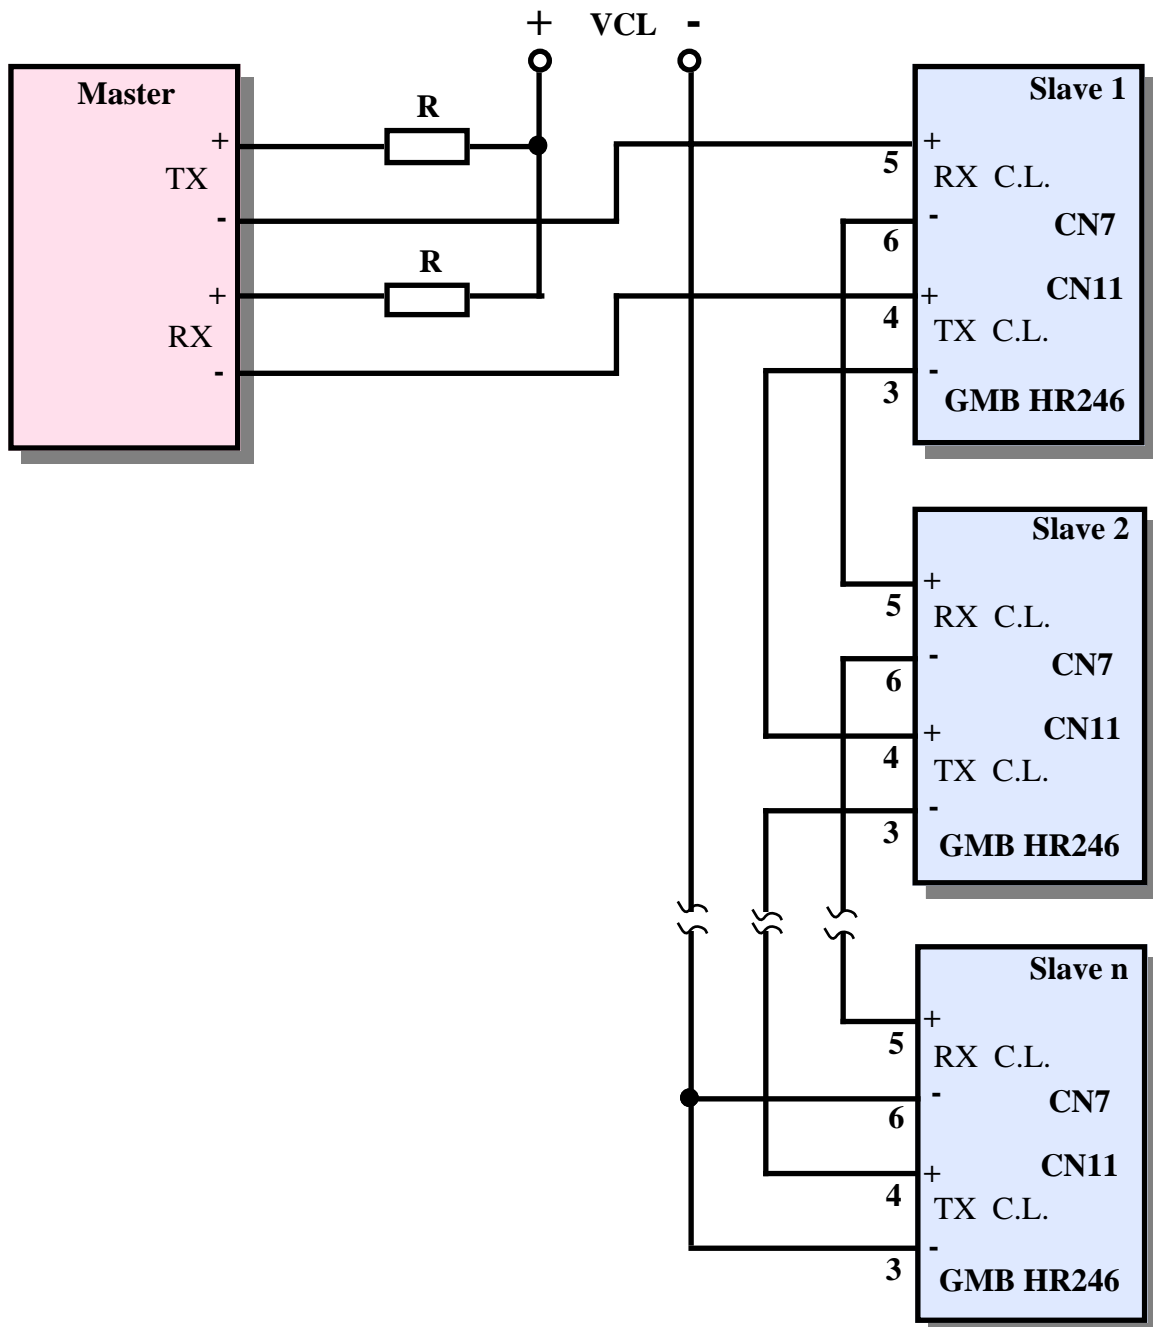 + VCL -
Master
R
+
TX
-
R
+
RX
-
Slave 1
5 +
RX C.L.
6 -
CN7
CN11
4 +
TX C.L.
3 -
GMB HR246
Slave 2
5 +
RX C.L.
6 -
CN7
CN11
4 +
TX C.L.
3 -
GMB HR246
Slave n
5 +
RX C.L.
6 -
CN7
CN11
4 +
TX C.L.
3 -
GMB HR246